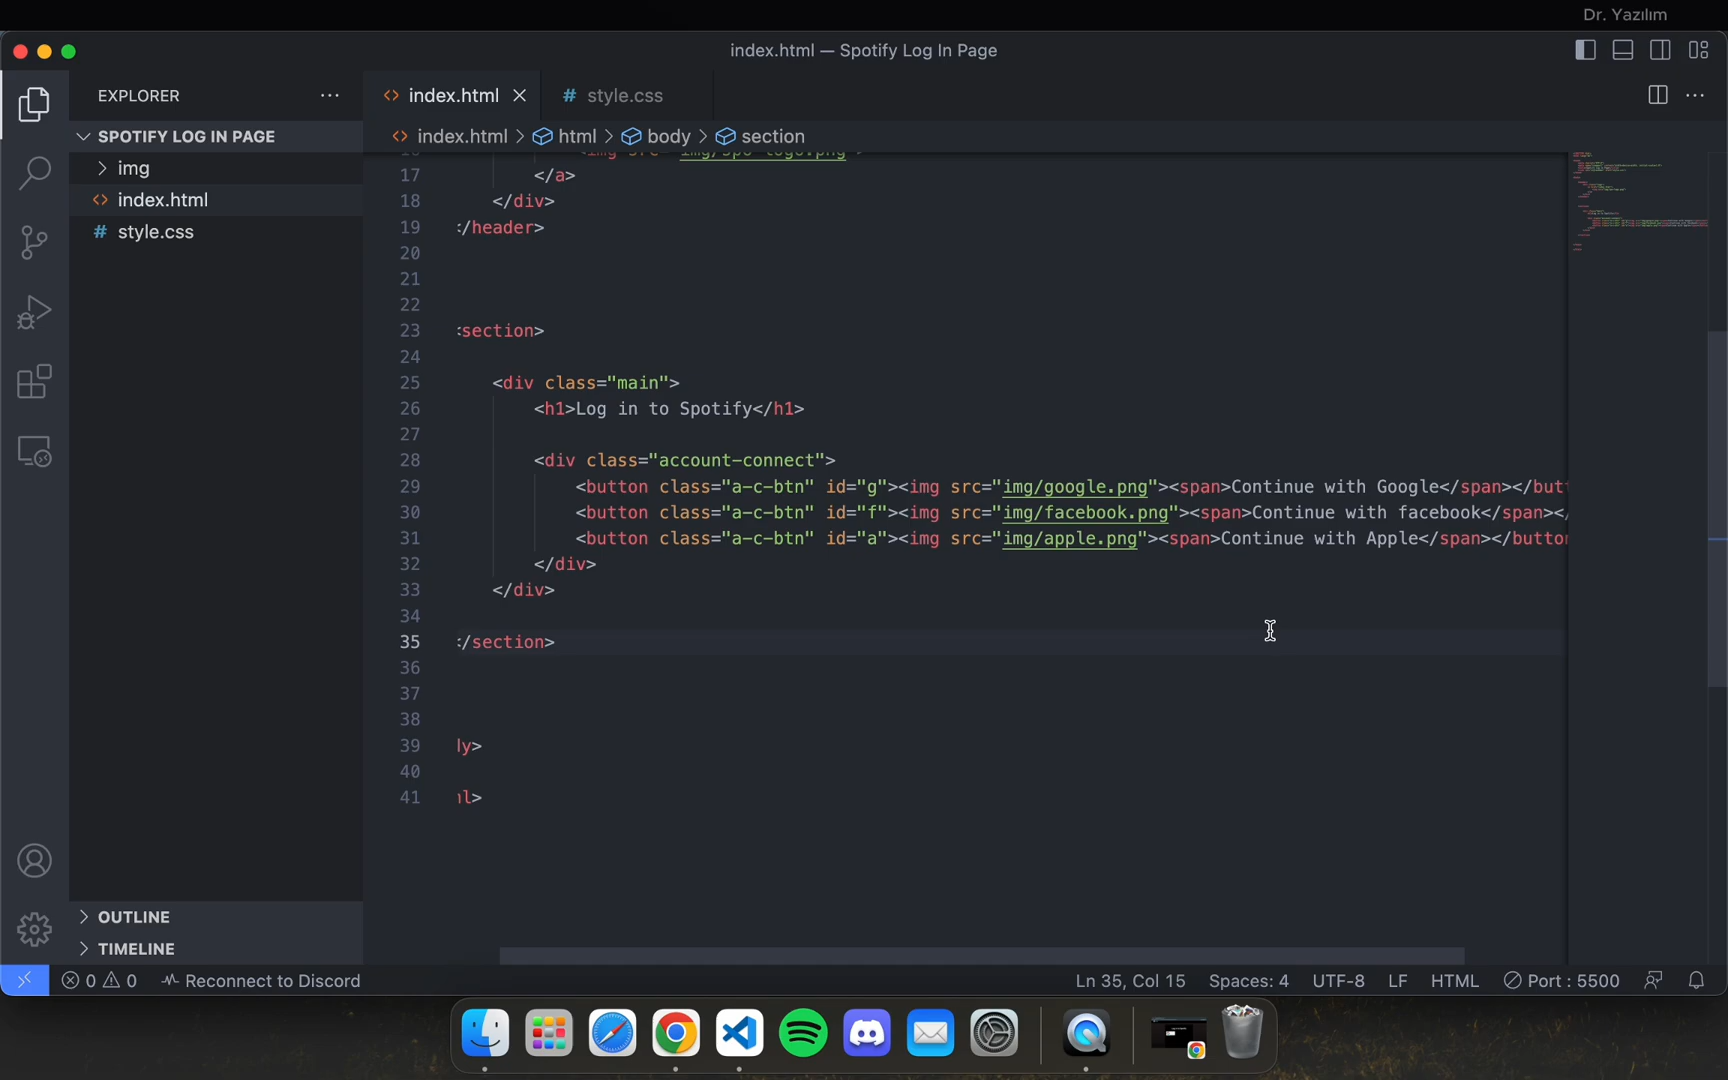 Dr. Yazılım
index.html — Spotify Log In Page
EXPLORER
index.html
# style.css
SPOTIFY LOG IN PAGE
<> index.html > html > body > section
img
<> index.html
# style.css
16 <img src="img/spo-logo.png">
17 </a>
18 </div>
19 /header>
20
21
22
23 section>
24
25 <div class="main">
26 <h1>Log in to Spotify</h1>
27
28 <div class="account-connect">
29 <button class="a-c-btn" id="g"><img src="img/google.png"><span>Continue with Google</span></but
30 <button class="a-c-btn" id="f"><img src="img/facebook.png"><span>Continue with facebook</span><
31 <button class="a-c-btn" id="a"><img src="img/apple.png"><span>Continue with Apple</span></butto
32 </div>
33 </div>
34
35 /section>
36
37
38
39 ly>
40
41 l>
OUTLINE
TIMELINE
0 0 Reconnect to Discord
Ln 35, Col 15 Spaces: 4 UTF-8 LF HTML Port : 5500